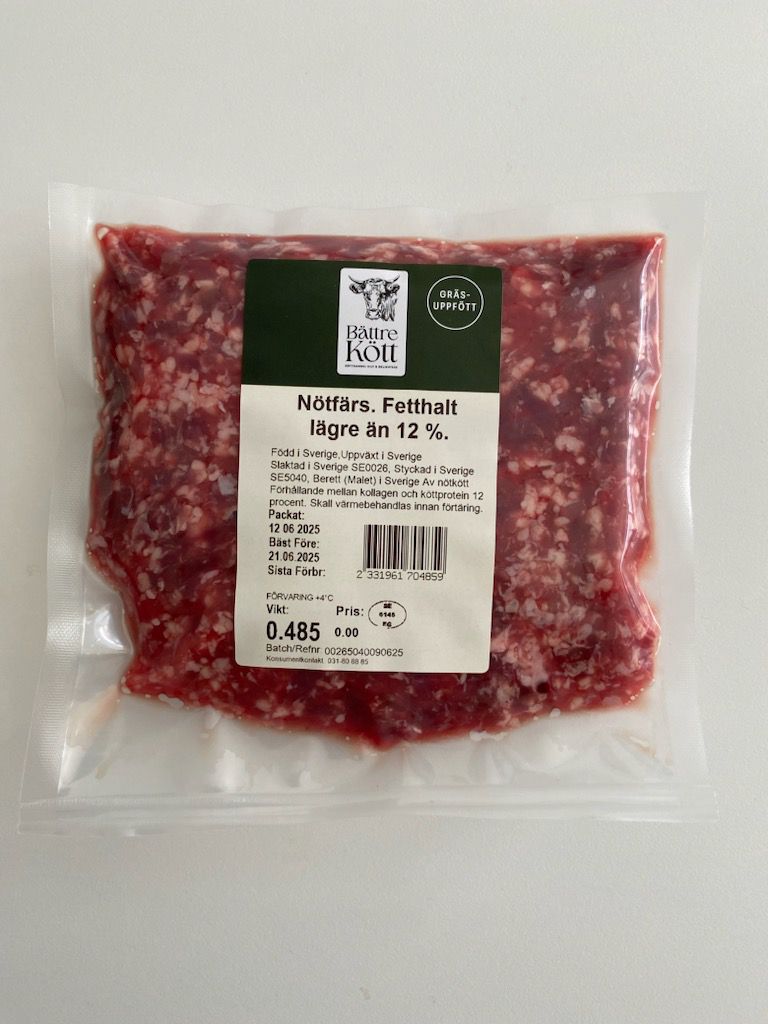 GRÄS-
UPPFÖTT
Bättre
Kött
Nötfärs. Fetthalt
lägre än 12 %.
Född i Sverige,Uppväxt i Sverige
Slaktad i Sverige SE0026, Styckad i Sverige
SE5040, Berett (Malet) i Sverige Av nötkött
Förhållande mellan kollagen och köttprotein 12
procent. Skall värmebehandlas innan förtäring.
Packat:
12 06 2025
Bäst Före:
21.06.2025
Sista Förbr:
2 331961 704859
FÖRVARING +4°C
Vikt:
Pris:
SE
6145
EG
0.485
0.00
Batch/Refnr 00265040090625
Konsumentkontakt 031-80 88 85